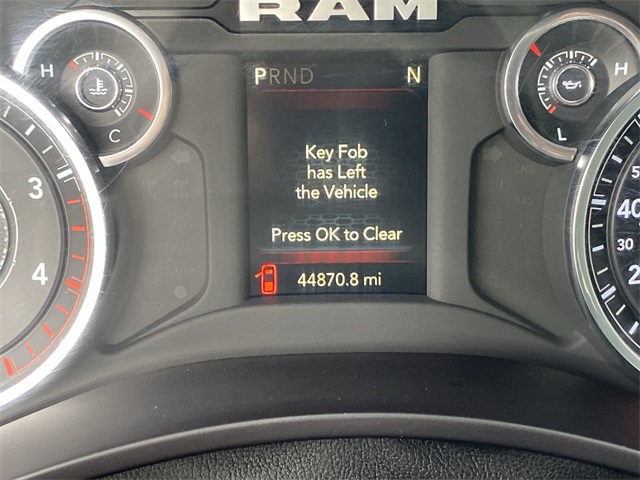 RAM
H
C
3
4
PRND N
Key Fob
has Left
the Vehicle
Press OK to Clear
44870.8 mi
H
L
40
30
2